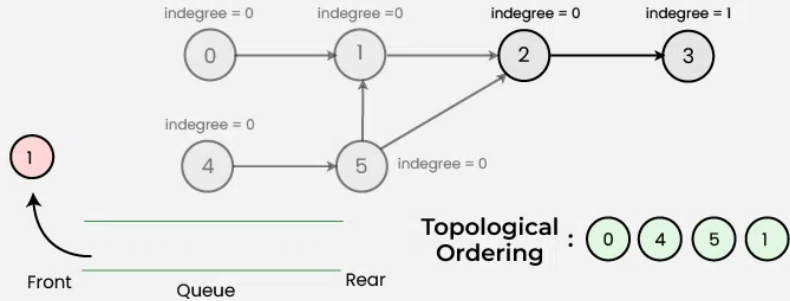 indegree = 0
indegree =0
indegree = 0
indegree = 1
0
1
2
3
indegree = 0
1
4
5
indegree = 0
Topological
Ordering
:
0
4
5
1
Front
Queue
Rear